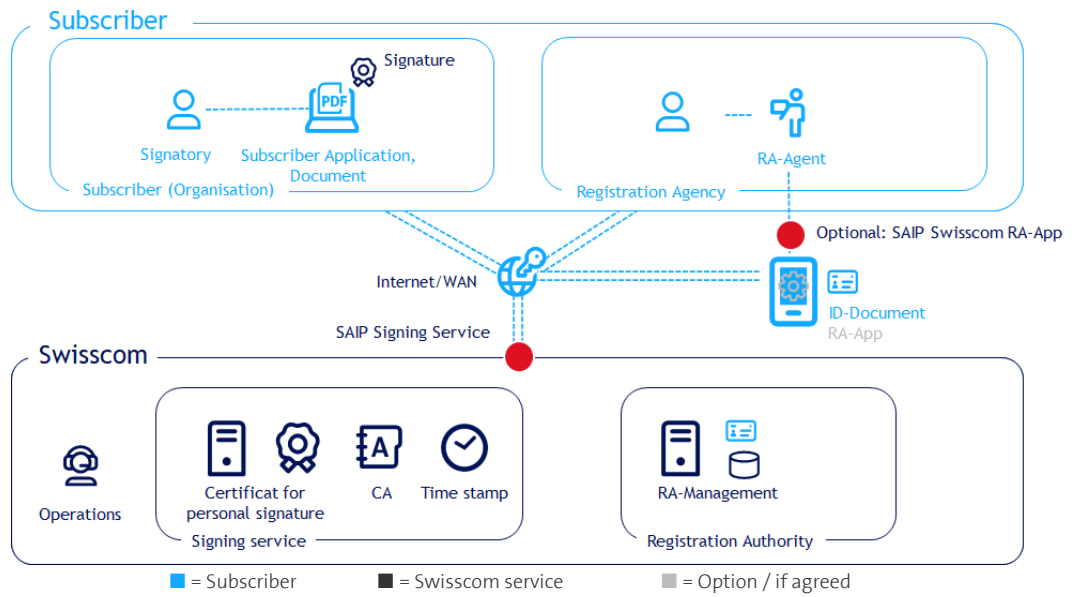 Subscriber
Signature
PDF
Signatory
Subscriber Application,
Document
Subscriber (Organisation)
RA-Agent
Registration Agency
Optional: SAIP Swisscom RA-App
Internet/WAN
ID-Document
RA-App
SAIP Signing Service
Swisscom
Operations
Certificat for
personal signature
CA
A
Time stamp
Signing service
RA-Management
Registration Authority
= Subscriber
= Swisscom service
= Option / if agreed